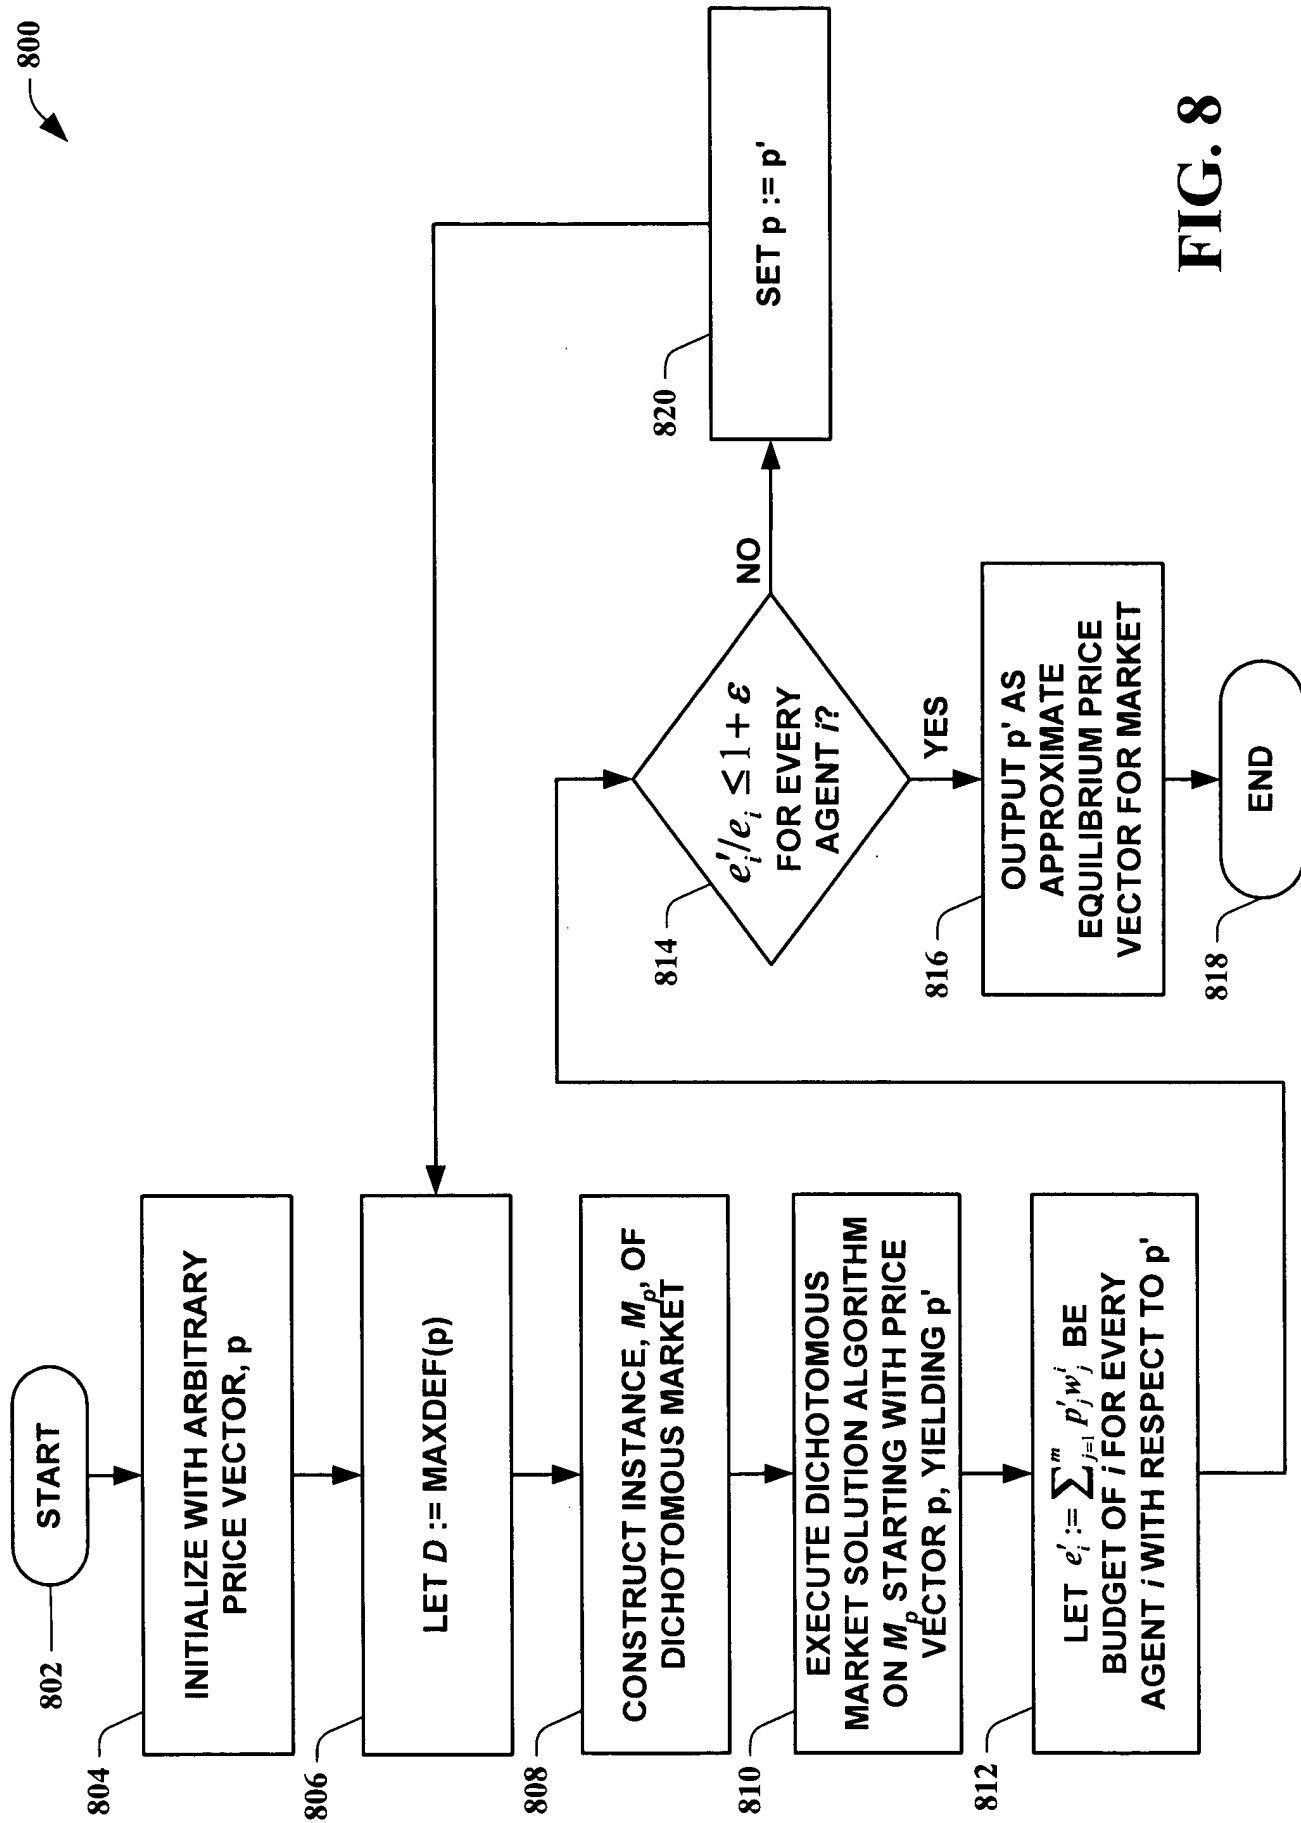 800
START
802
INITIALIZE WITH ARBITRARY
PRICE VECTOR, p
804
LET D := MAXDEF(p)
806
CONSTRUCT INSTANCE, M_p, OF
DICHOTOMOUS MARKET
808
EXECUTE DICHOTOMOUS
MARKET SOLUTION ALGORITHM
ON M_p STARTING WITH PRICE
VECTOR p, YIELDING p'
810
LET e'_i := ∑_{j=1}^{m} p'_j w^i_j BE
BUDGET OF i FOR EVERY
AGENT i WITH RESPECT TO p'
812
e'_i/e_i ≤ 1+ε
FOR EVERY
AGENT i?
814
NO
YES
SET p := p'
820
OUTPUT p' AS
APPROXIMATE
EQUILIBRIUM PRICE
VECTOR FOR MARKET
816
END
818
FIG. 8